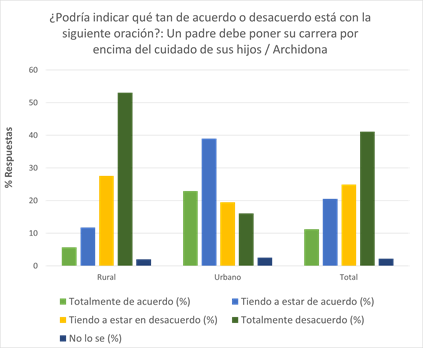 ¿Podría indicar qué tan de acuerdo o desacuerdo está con la
siguiente oración?: Un padre debe poner su carrera por
encima del cuidado de sus hijos / Archidona
% Respuestas
60
50
40
30
20
10
0
Rural
Urbano
Total
Totalmente de acuerdo (%)
Tiendo a estar de acuerdo (%)
Tiendo a estar en desacuerdo (%)
Totalmente desacuerdo (%)
No lo se (%)